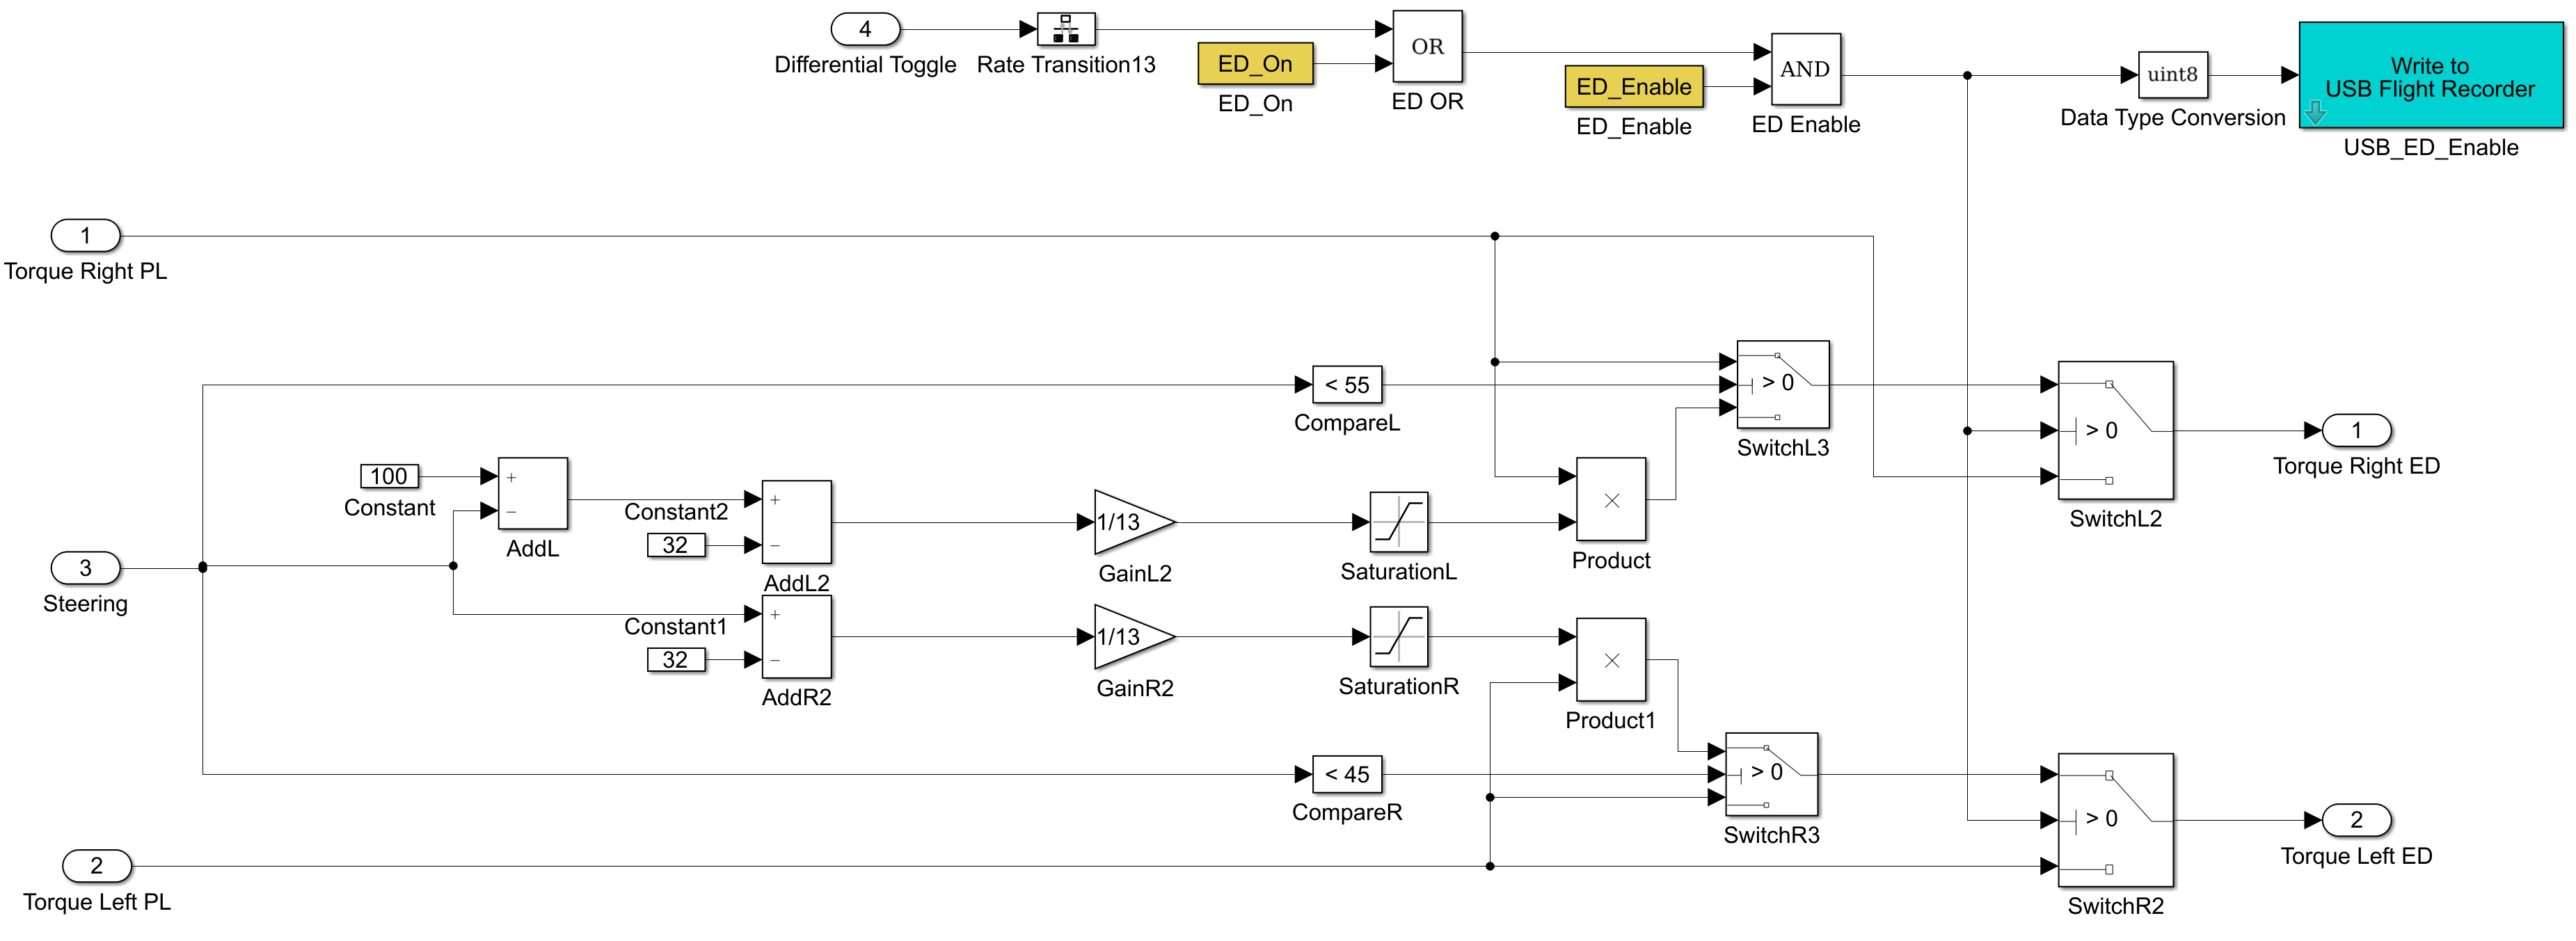 4
Differential Toggle
Rate Transition13
ED_On
ED_On
OR
ED OR
ED_Enable
ED_Enable
AND
ED Enable
uint8
Data Type Conversion
Write to
USB Flight Recorder
USB_ED_Enable
1
Torque Right PL
< 55
CompareL
> 0
SwitchL3
> 0
SwitchL2
1
Torque Right ED
100
Constant
+
−
AddL
Constant2
32
+
−
AddL2
1/13
GainL2
SaturationL
×
Product
3
Steering
Constant1
32
+
−
AddR2
1/13
GainR2
SaturationR
×
Product1
< 45
CompareR
> 0
SwitchR3
> 0
SwitchR2
2
Torque Left ED
2
Torque Left PL